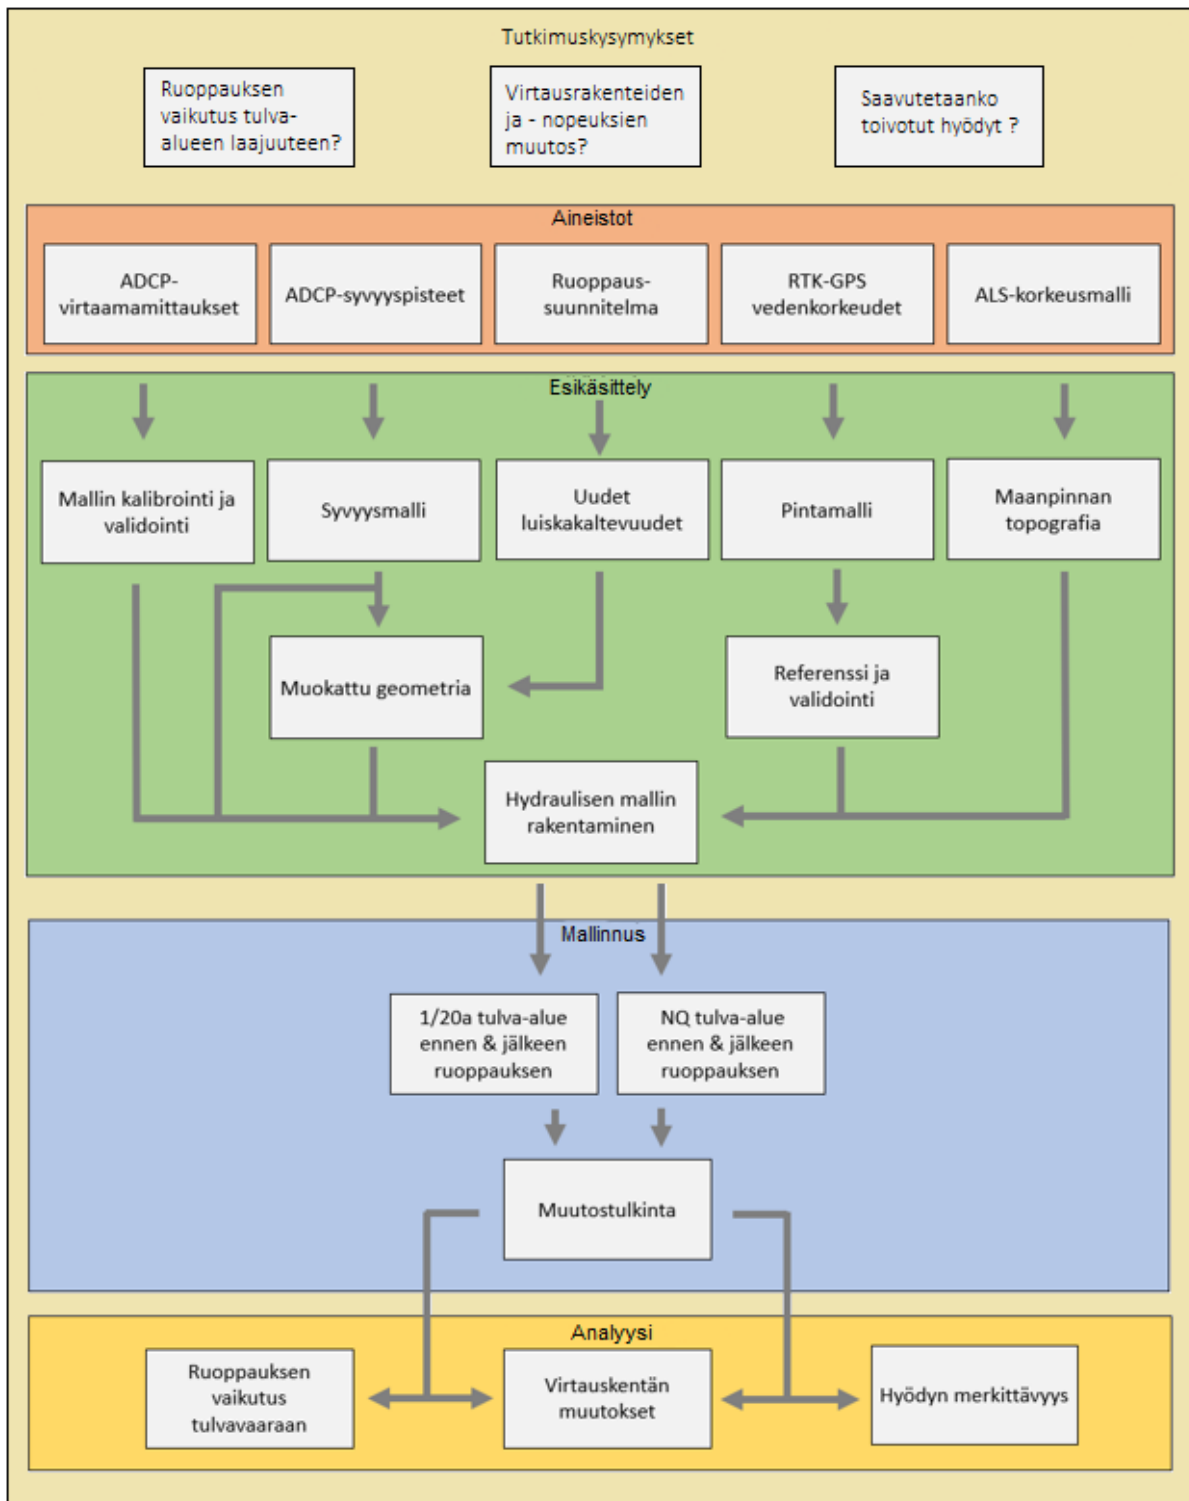 Tutkimuskysymykset
Ruoppauksen
vaikutus tulva-
alueen laajuuteen?
Virtausrakenteiden
ja - nopeuksien
muutos?
Saavutetaanko
toivotut hyödyt ?
Aineistot
ADCP-
virtaamamittaukset
ADCP-syvyyspisteet
Ruoppaus-
suunnitelma
RTK-GPS
vedenkorkeudet
ALS-korkeusmalli
Esikäsittely
Mallin kalibrointi ja
validointi
Syvyysmalli
Uudet
luiskakaltevuudet
Pintamalli
Maanpinnan
topografia
Muokattu geometria
Referenssi ja
validointi
Hydraulisen mallin
rakentaminen
Mallinnus
1/20a tulva-alue
ennen & jälkeen
ruoppauksen
NQ tulva-alue
ennen & jälkeen
ruoppauksen
Muutostulkinta
Analyysi
Ruoppauksen
vaikutus
tulvavaaraan
Virtauskentän
muutokset
Hyödyn merkittävyys